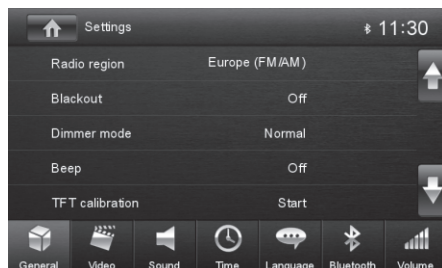 Settings 11:30
Radio region Europe (FM/AM)
Blackout Off
Dimmer mode Normal
Beep Off
TFT calibration Start
General Video Sound Time Language Bluetooth Volume